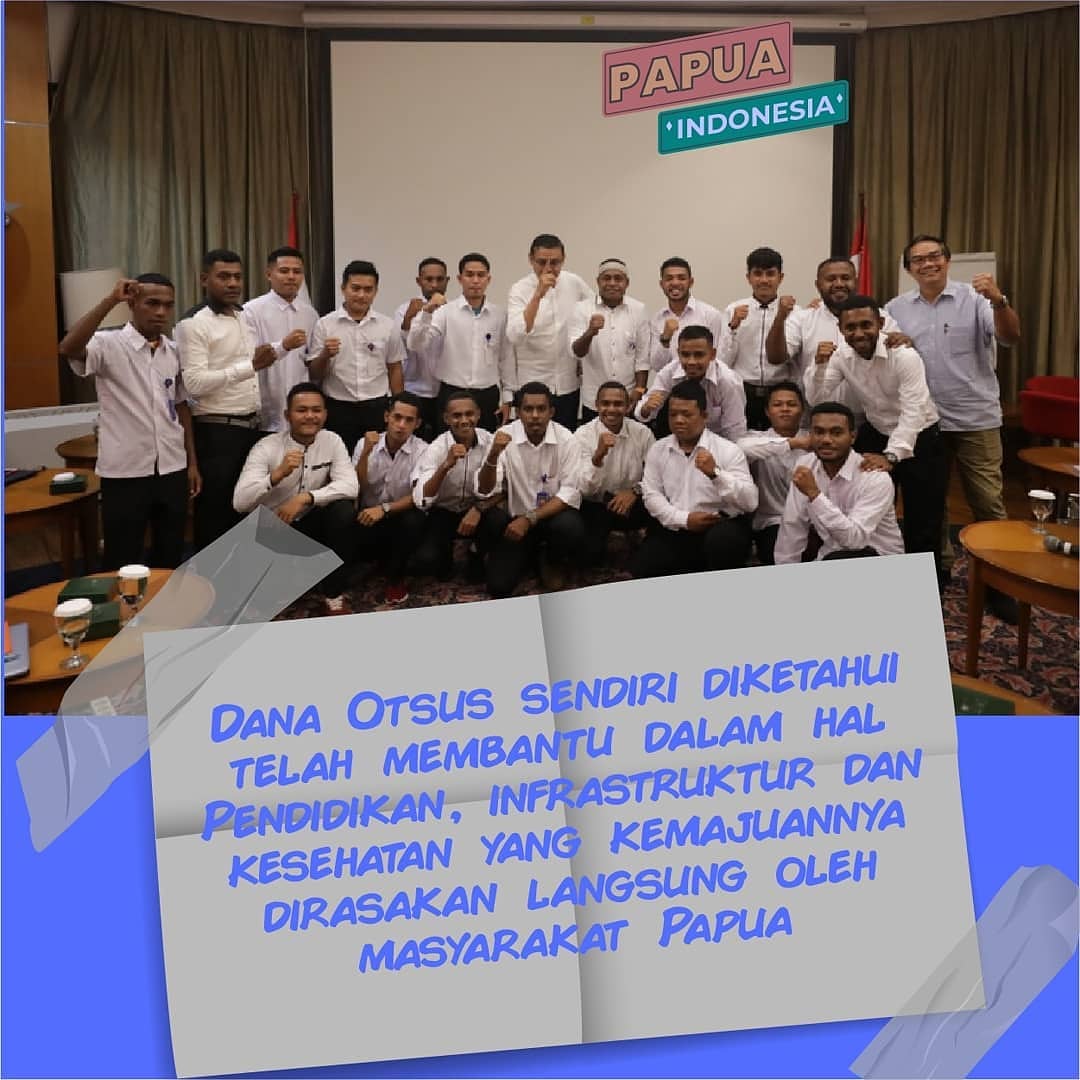 PAPUA
INDONESIA
DANA OTSUS SENDIRI DIKETAHUI
TELAH MEMBANTU DALAM HAL
PENDIDIKAN, INFRASTRUKTUR DAN
KESEHATAN YANG KEMAJUANNYA
DIRASAKAN LANGSUNG OLEH
MASYARAKAT PAPUA